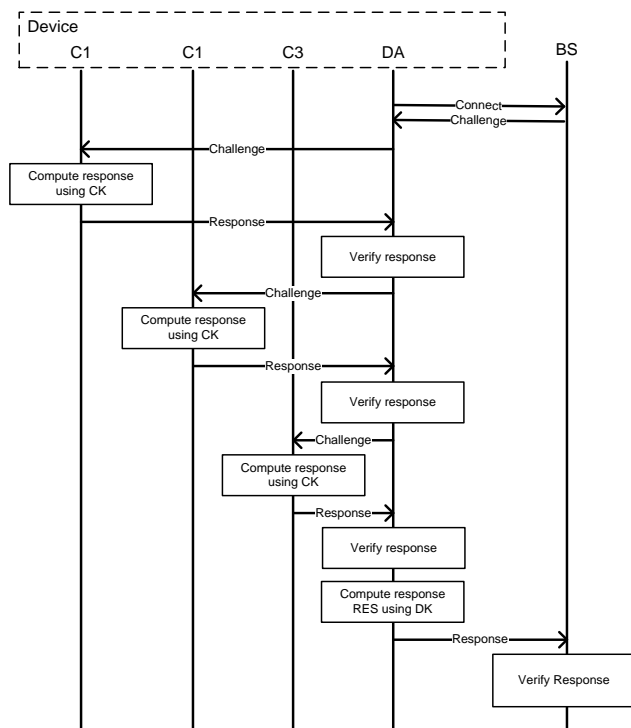 Device
C1 C1 C3 DA BS
Connect
Challenge
Challenge
Compute response
using CK
Response
Verify response
Challenge
Compute response
using CK
Response
Verify response
Challenge
Compute response
using CK
Response
Verify response
Compute response
RES using DK
Response
Verify Response